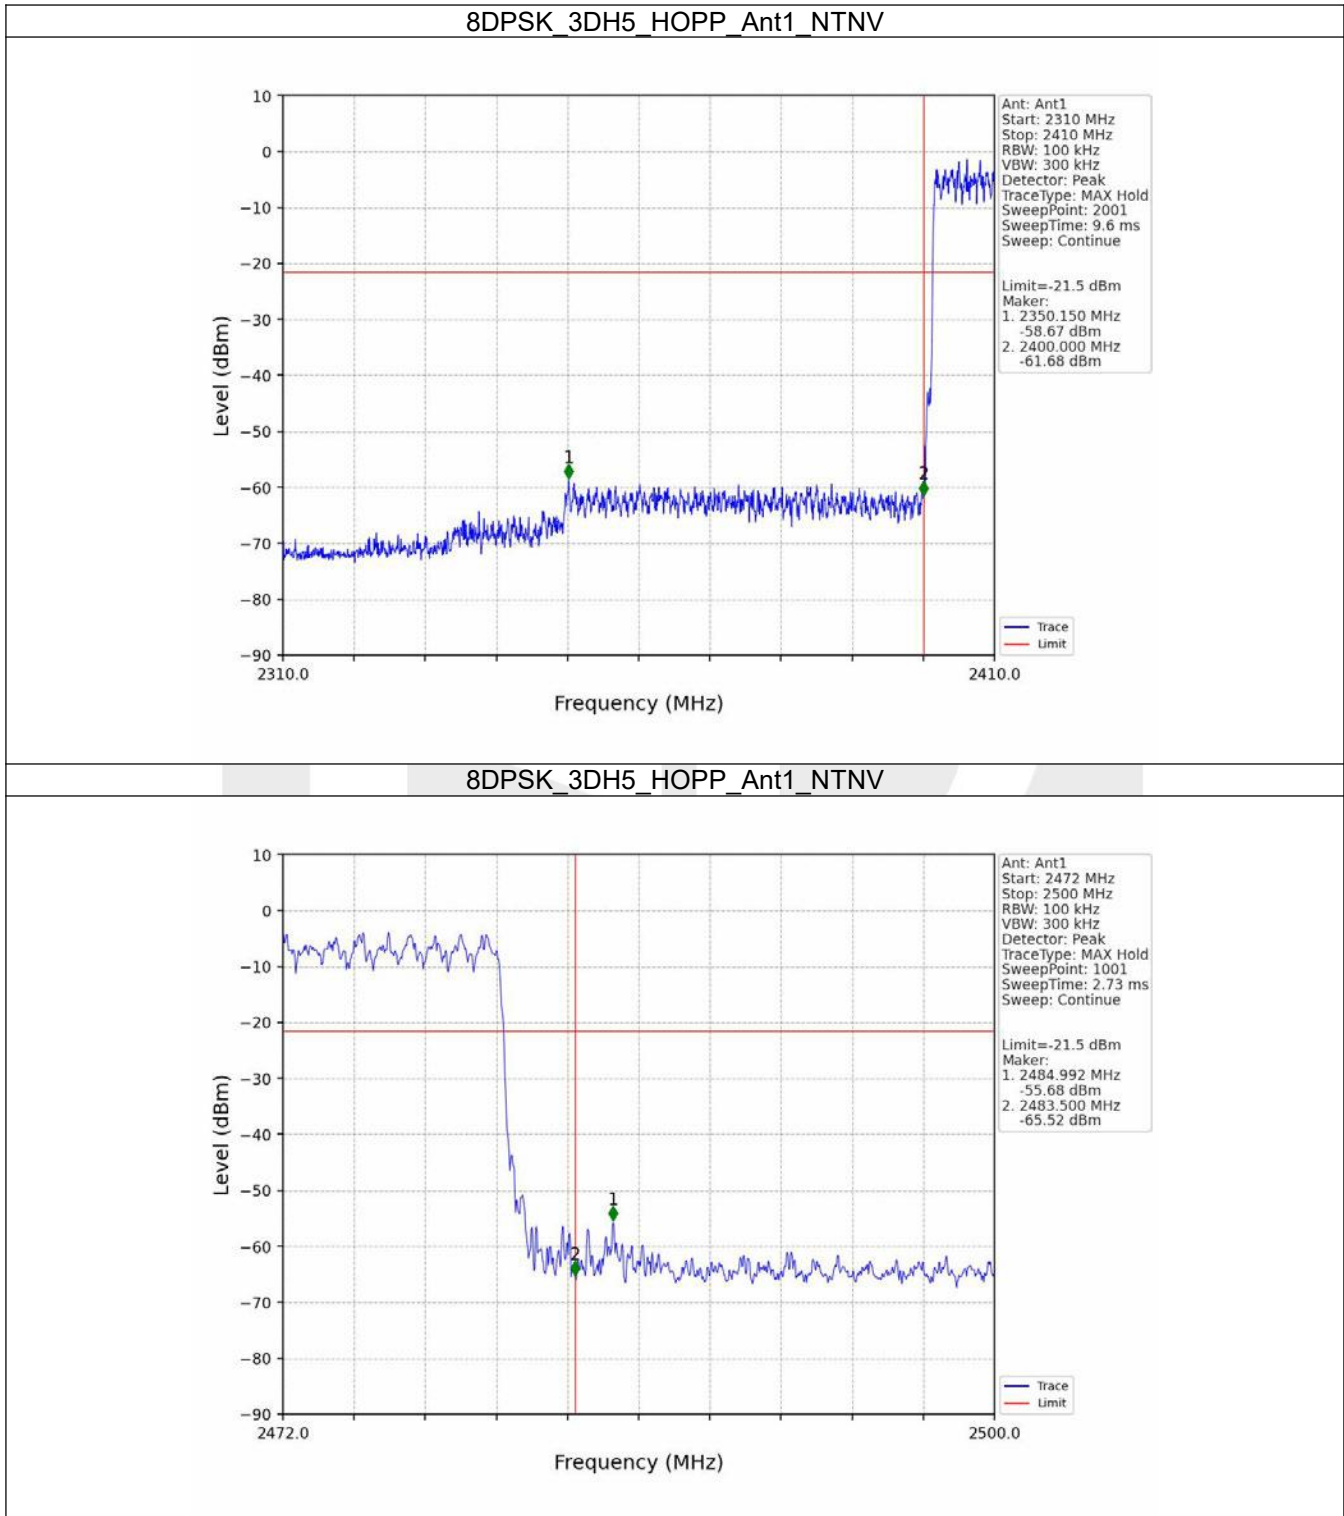 8DPSK_3DH5_HOPP_Ant1_NTNV
10
0
−10
−20
−30
−40
−50
−60
−70
−80
−90
Level (dBm)
1
2
2310.0
2410.0
Frequency (MHz)
Ant: Ant1
Start: 2310 MHz
Stop: 2410 MHz
RBW: 100 kHz
VBW: 300 kHz
Detector: Peak
TraceType: MAX Hold
SweepPoint: 2001
SweepTime: 9.6 ms
Sweep: Continue
Limit=-21.5 dBm
Maker:
1. 2350.150 MHz
-58.67 dBm
2. 2400.000 MHz
-61.68 dBm
Trace
Limit
8DPSK_3DH5_HOPP_Ant1_NTNV
10
0
−10
−20
−30
−40
−50
−60
−70
−80
−90
Level (dBm)
1
2
2472.0
2500.0
Frequency (MHz)
Ant: Ant1
Start: 2472 MHz
Stop: 2500 MHz
RBW: 100 kHz
VBW: 300 kHz
Detector: Peak
TraceType: MAX Hold
SweepPoint: 1001
SweepTime: 2.73 ms
Sweep: Continue
Limit=-21.5 dBm
Maker:
1. 2484.992 MHz
-55.68 dBm
2. 2483.500 MHz
-65.52 dBm
Trace
Limit